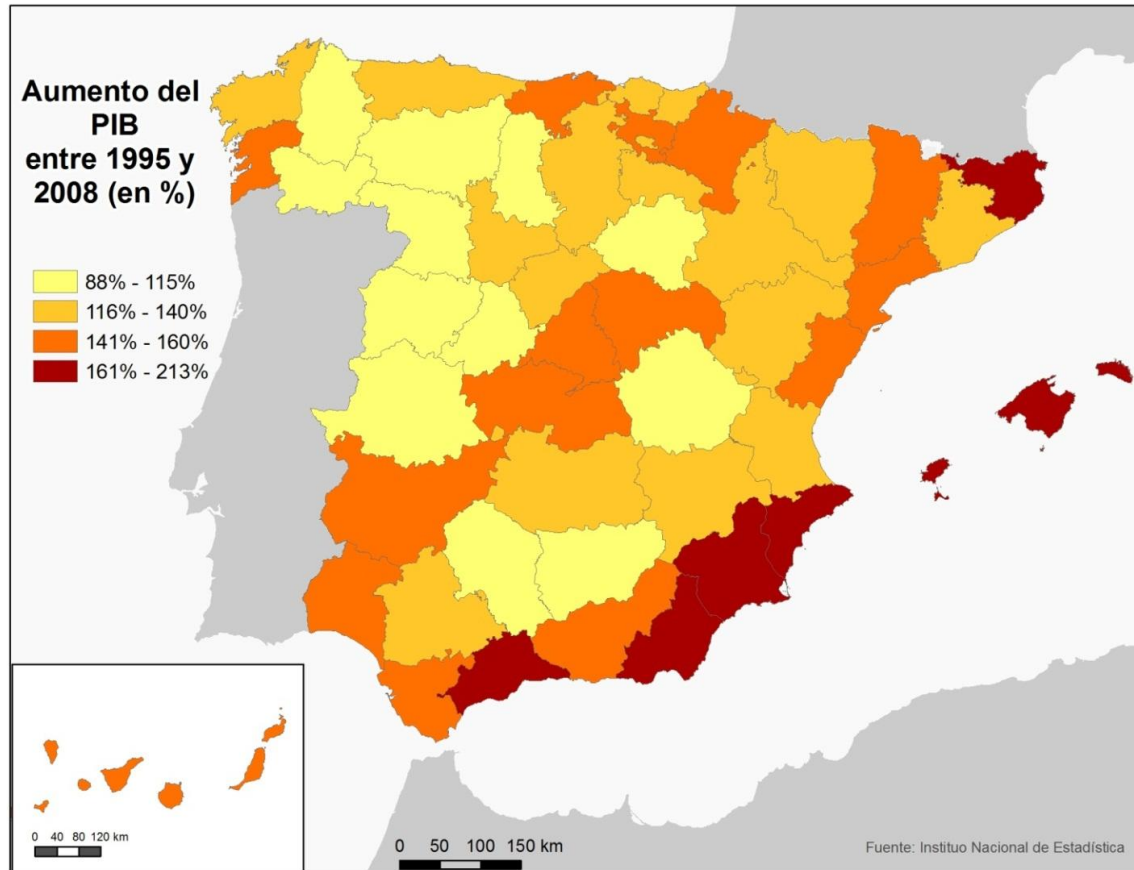 Aumento del
PIB
entre 1995 y
2008 (en %)
88% - 115%
116% - 140%
141% - 160%
161% - 213%
0 40 80 120 km
0 50 100 150 km
Fuente: Instituo Nacional de Estadística